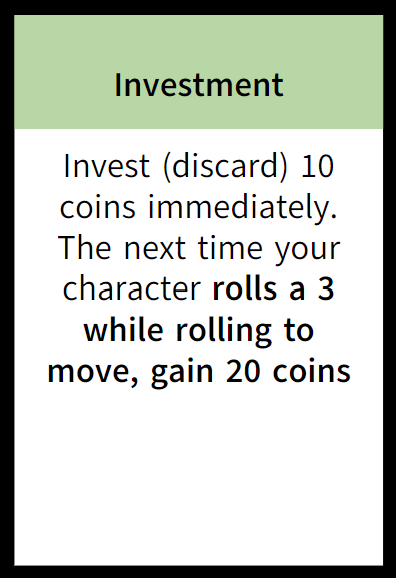 Investment
Invest (discard) 10
coins immediately.
The next time your
character rolls a 3
while rolling to
move, gain 20 coins